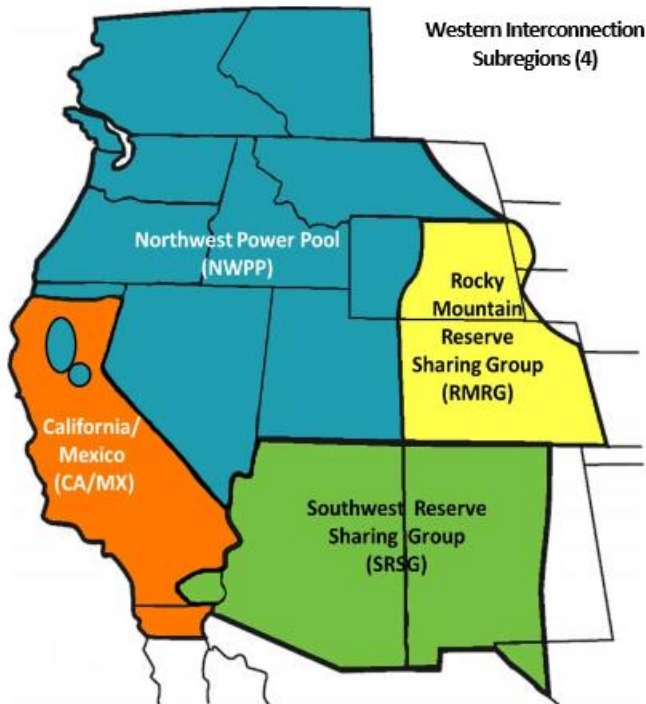 Western Interconnection
Subregions (4)
Northwest Power Pool
(NWPP)
Rocky
Mountain
Reserve
Sharing Group
(RMRG)
California/
Mexico
(CA/MX)
Southwest Reserve
Sharing Group
(SRSG)